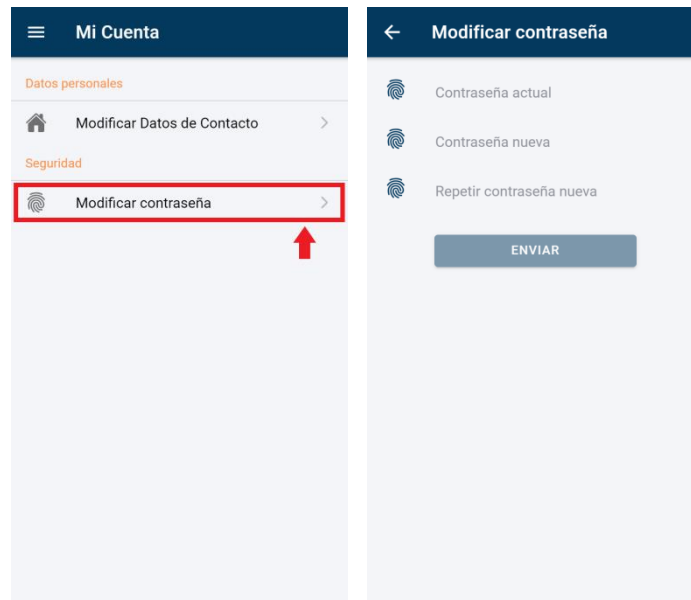 Mi Cuenta
Datos personales
Modificar Datos de Contacto
Seguridad
Modificar contraseña
Modificar contraseña
Contraseña actual
Contraseña nueva
Repetir contraseña nueva
ENVIAR